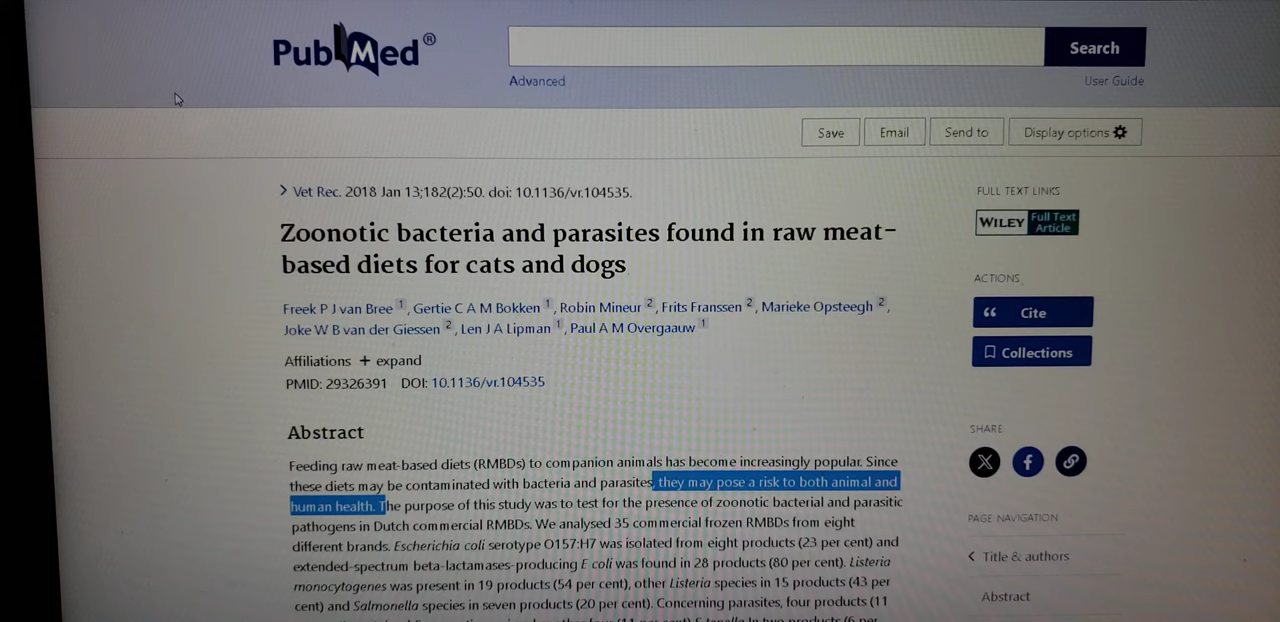 PubMed®
Search
Advanced
User Guide
Save Email Send to Display options
Vet Rec. 2018 Jan 13;182(2):50. doi: 10.1136/vr.104535.
Zoonotic bacteria and parasites found in raw meat-
based diets for cats and dogs
Freek P J van Bree 1, Gertie C A M Bokken 1, Robin Mineur 2, Frits Franssen 2, Marieke Opsteegh 2,
Joke W B van der Giessen 2, Len J A Lipman 1, Paul A M Overgaauw 1
Affiliations + expand
PMID: 29326391 DOI: 10.1136/vr.104535
Abstract
Feeding raw meat-based diets (RMBDs) to companion animals has become increasingly popular. Since
these diets may be contaminated with bacteria and parasites, they may pose a risk to both animal and
human health. The purpose of this study was to test for the presence of zoonotic bacterial and parasitic
pathogens in Dutch commercial RMBDs. We analysed 35 commercial frozen RMBDs from eight
different brands. Escherichia coli serotype O157:H7 was isolated from eight products (23 per cent) and
extended-spectrum beta-lactamases-producing E coli was found in 28 products (80 per cent). Listeria
monocytogenes was present in 19 products (54 per cent), other Listeria species in 15 products (43 per
cent) and Salmonella species in seven products (20 per cent). Concerning parasites, four products (11
FULL TEXT LINKS
WILEY Full Text
Article
ACTIONS
Cite
Collections
SHARE
PAGE NAVIGATION
Title & authors
Abstract